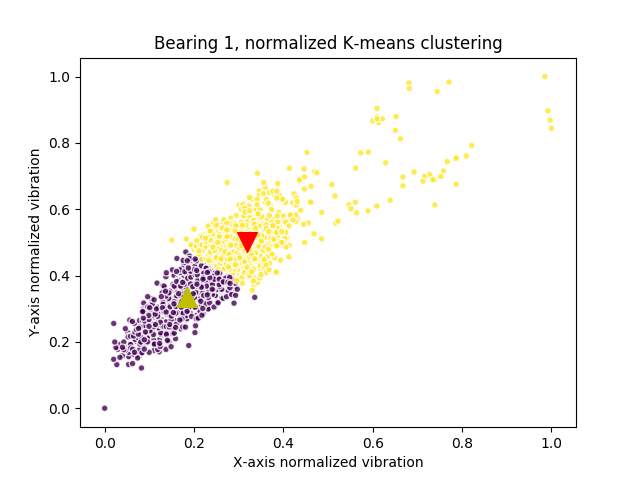 Bearing 1, normalized K-means clustering
1.0
0.8
0.6
0.4
0.2
0.0
Y-axis normalized vibration
0.0 0.2 0.4 0.6 0.8 1.0
X-axis normalized vibration